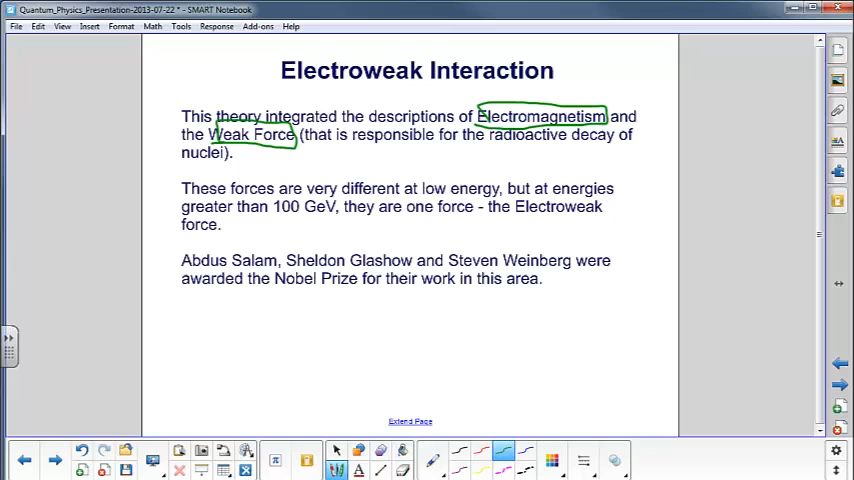 Quantum_Physics_Presentation-2013-07-22 * - SMART Notebook
File Edit View Insert Format Math Tools Response Add-ons Help
Electroweak Interaction
This theory integrated the descriptions of Electromagnetism and
the Weak Force (that is responsible for the radioactive decay of
nuclei).
These forces are very different at low energy, but at energies
greater than 100 GeV, they are one force - the Electroweak
force.
Abdus Salam, Sheldon Glashow and Steven Weinberg were
awarded the Nobel Prize for their work in this area.
Extend Page